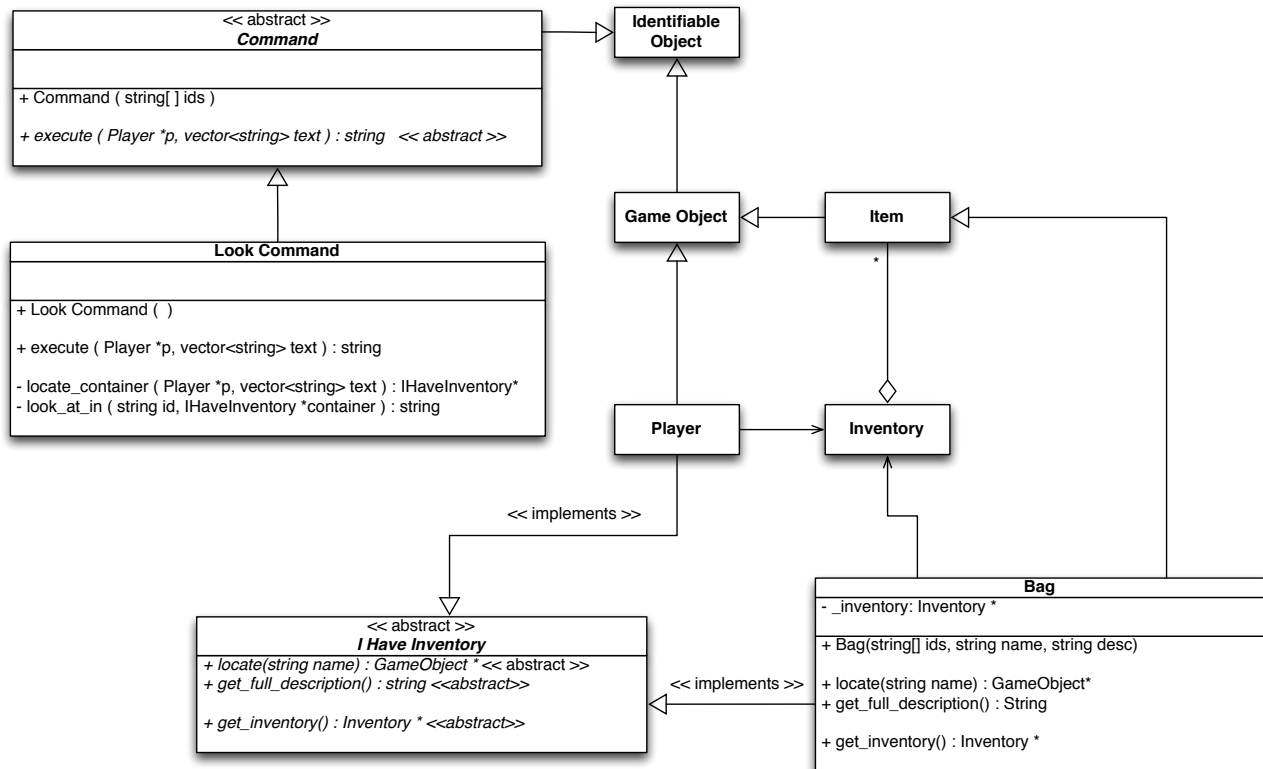 << abstract >>
Command
+ Command ( string[ ] ids )
+ execute ( Player *p, vector<string> text ) : string << abstract >>
Identifiable
Object
Game Object
Item
*
Look Command
+ Look Command ( )
+ execute ( Player *p, vector<string> text ) : string
- locate_container ( Player *p, vector<string> text ) : IHaveInventory*
- look_at_in ( string id, IHaveInventory *container ) : string
Player
Inventory
<< implements >>
<< abstract >>
I Have Inventory
+ locate(string name) : GameObject * << abstract >>
+ get_full_description() : string <<abstract>>
+ get_inventory() : Inventory * <<abstract>>
<< implements >>
Bag
- _inventory: Inventory *
+ Bag(string[] ids, string name, string desc)
+ locate(string name) : GameObject*
+ get_full_description() : String
+ get_inventory() : Inventory *